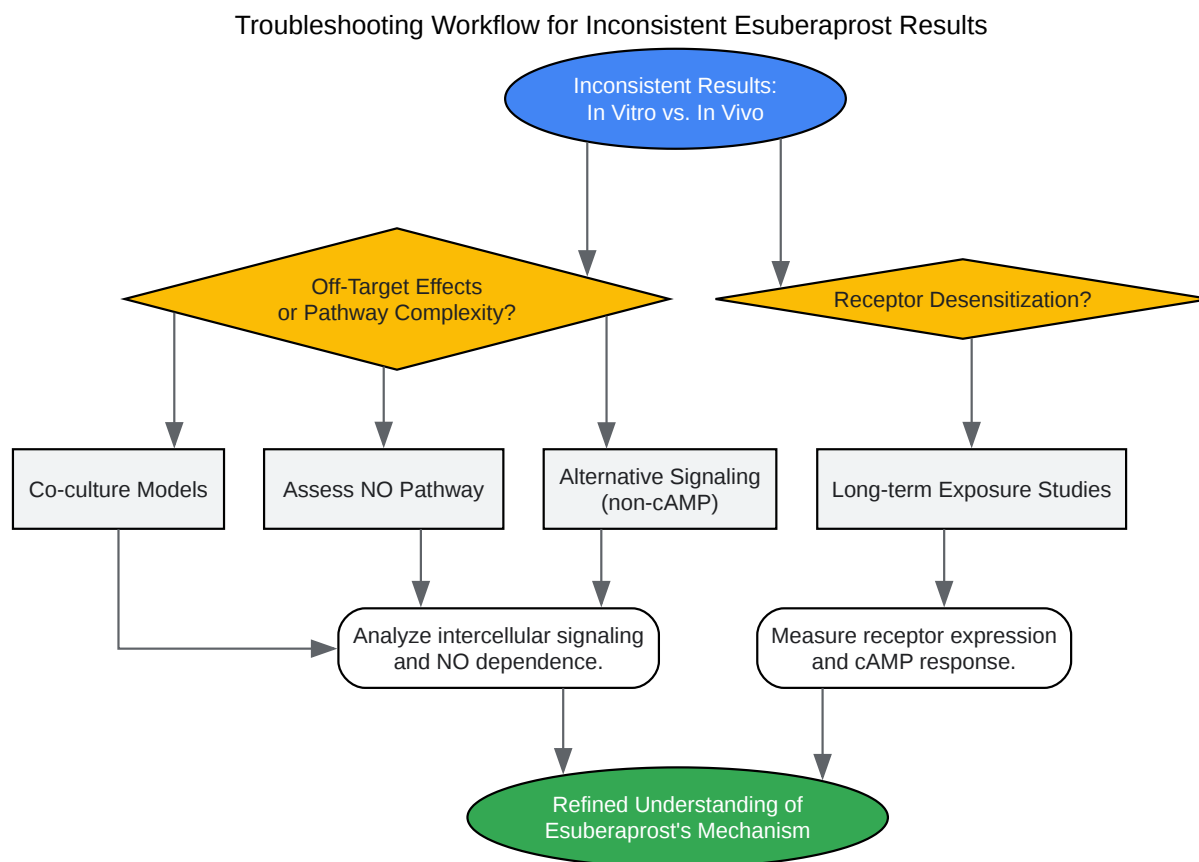 Troubleshooting Workflow for Inconsistent Esuberaprost Results
Inconsistent Results:
In Vitro vs. In Vivo
Off-Target Effects
or Pathway Complexity?
Receptor Desensitization?
Co-culture Models
Assess NO Pathway
Alternative Signaling
(non-cAMP)
Long-term Exposure Studies
Analyze intercellular signaling
and NO dependence.
Measure receptor expression
and cAMP response.
Refined Understanding of
Esuberaprost's Mechanism